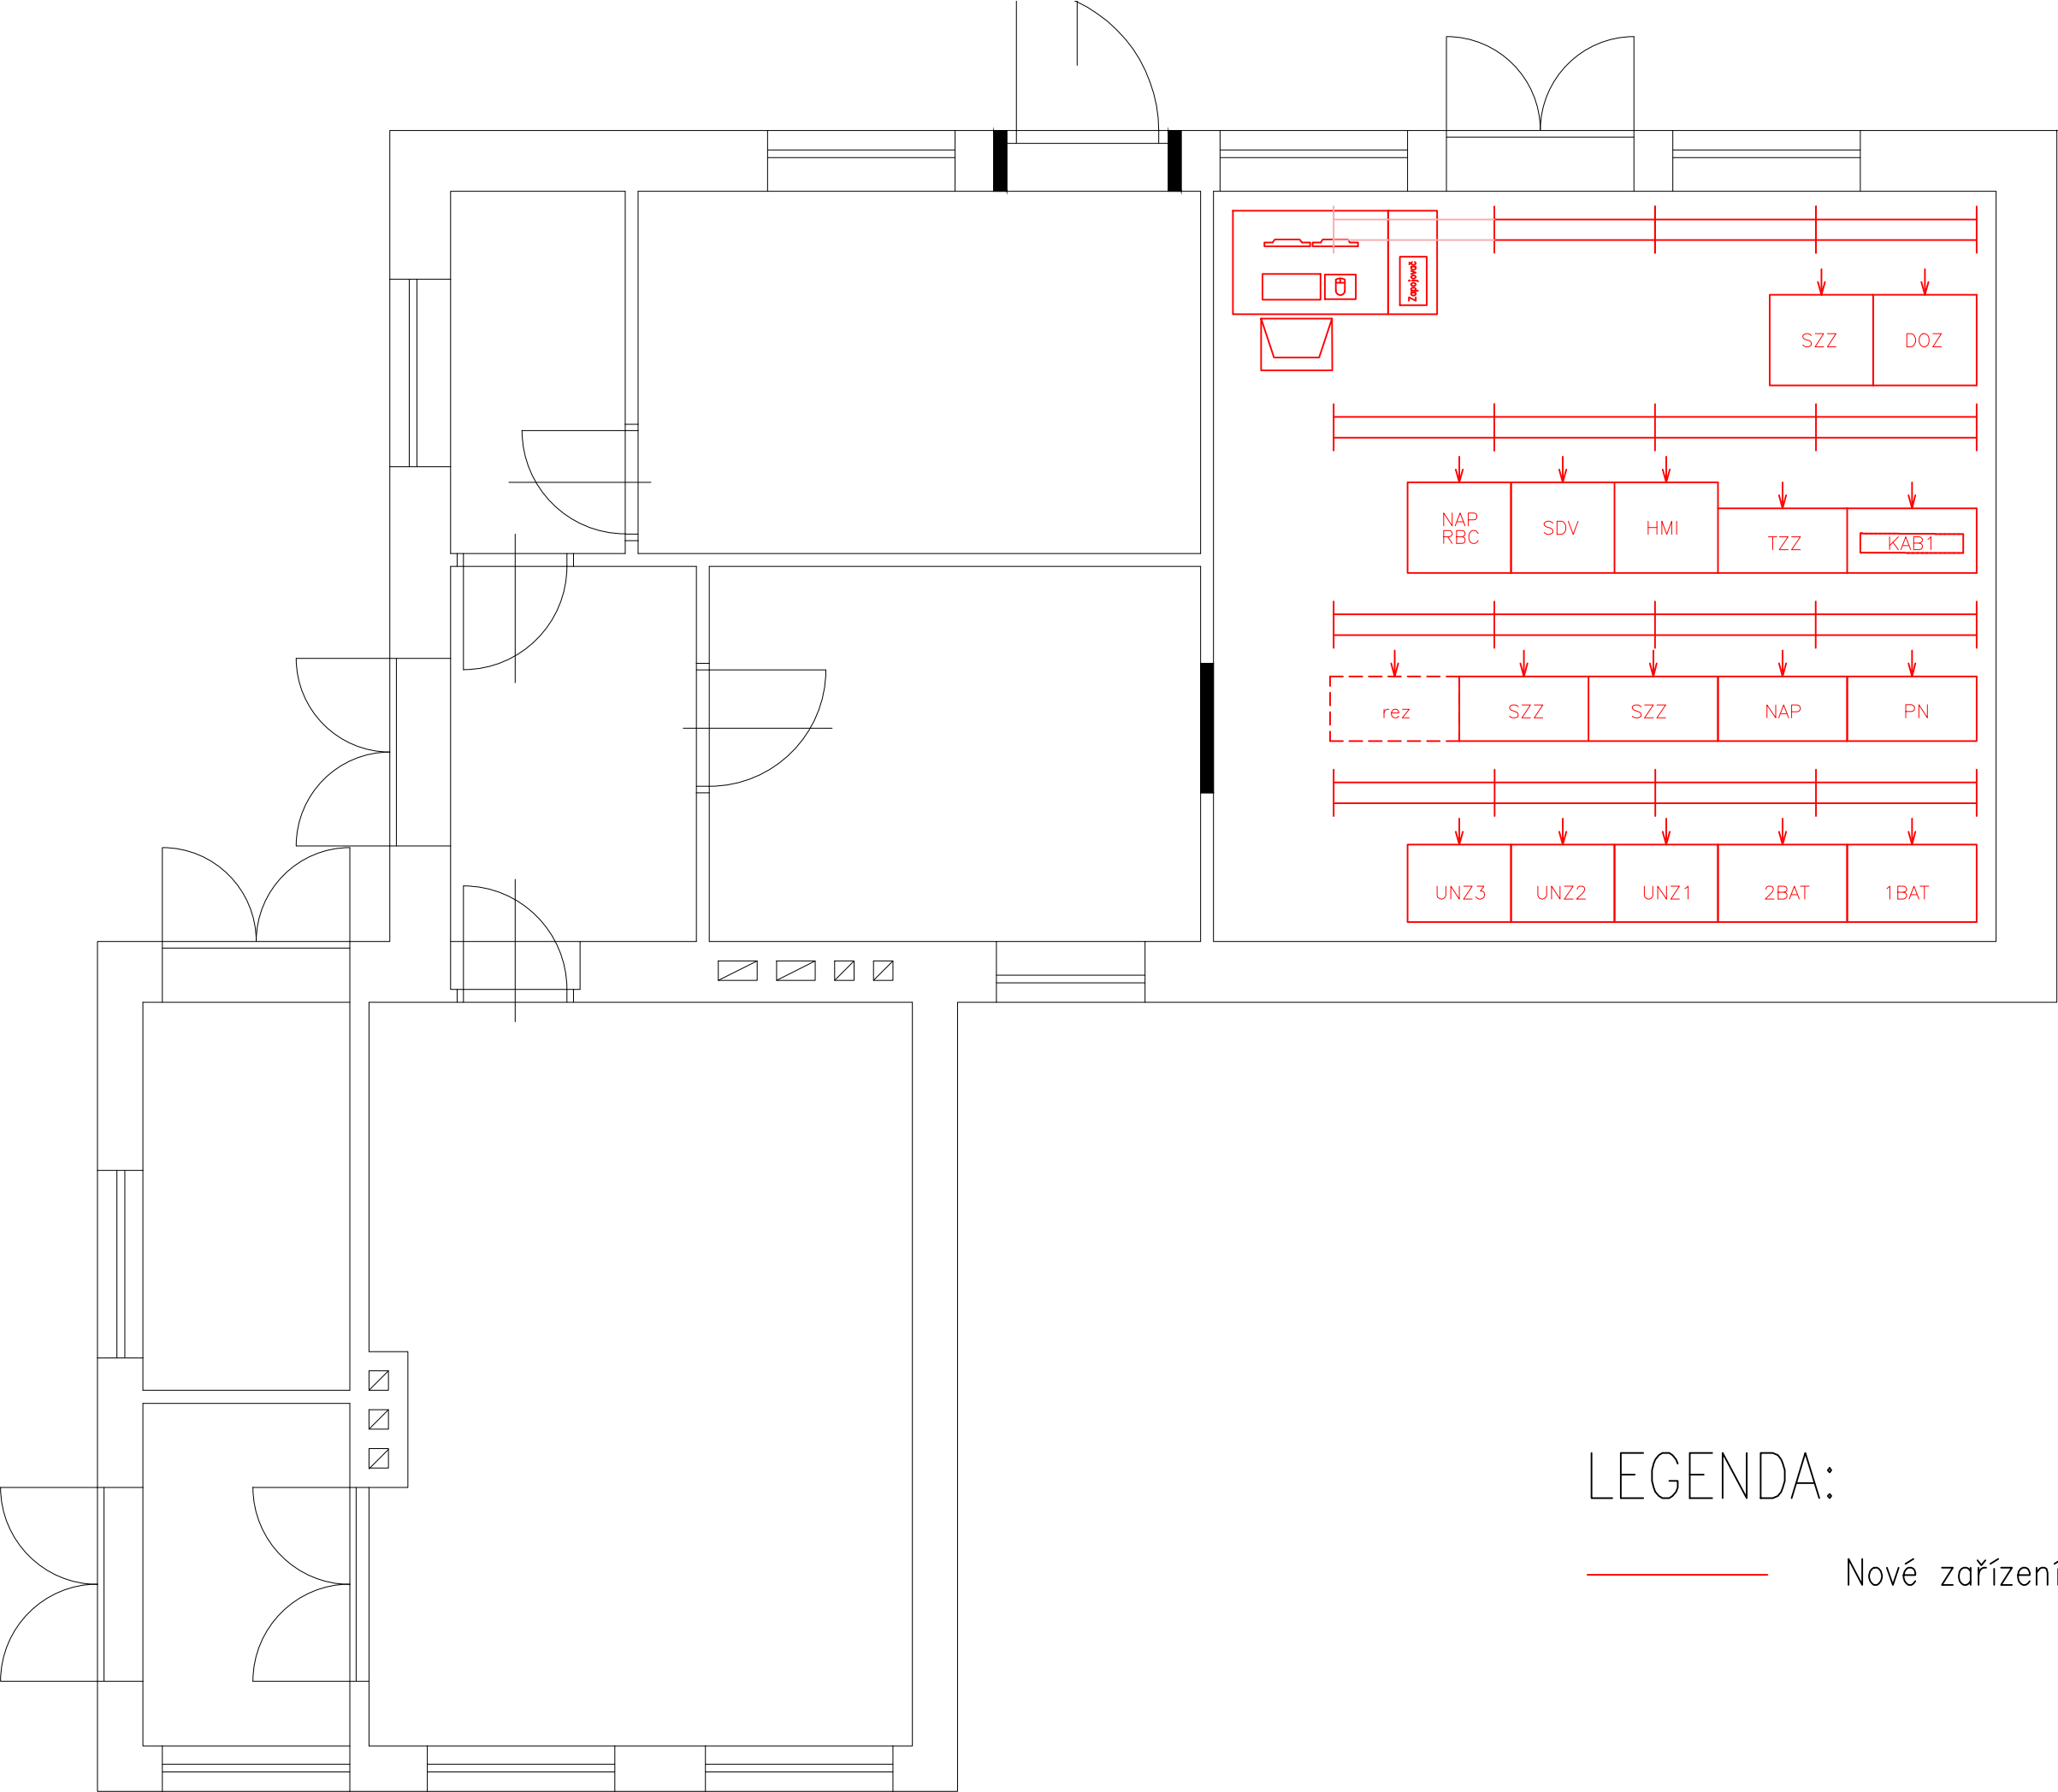 Zapojovač
SZZ DOZ
NAP SDV HMI TZZ KAB1
RBC
rez SZZ SZZ NAP PN
UNZ3 UNZ2 UNZ1 2BAT 1BAT
LEGENDA:
Nové zařízení